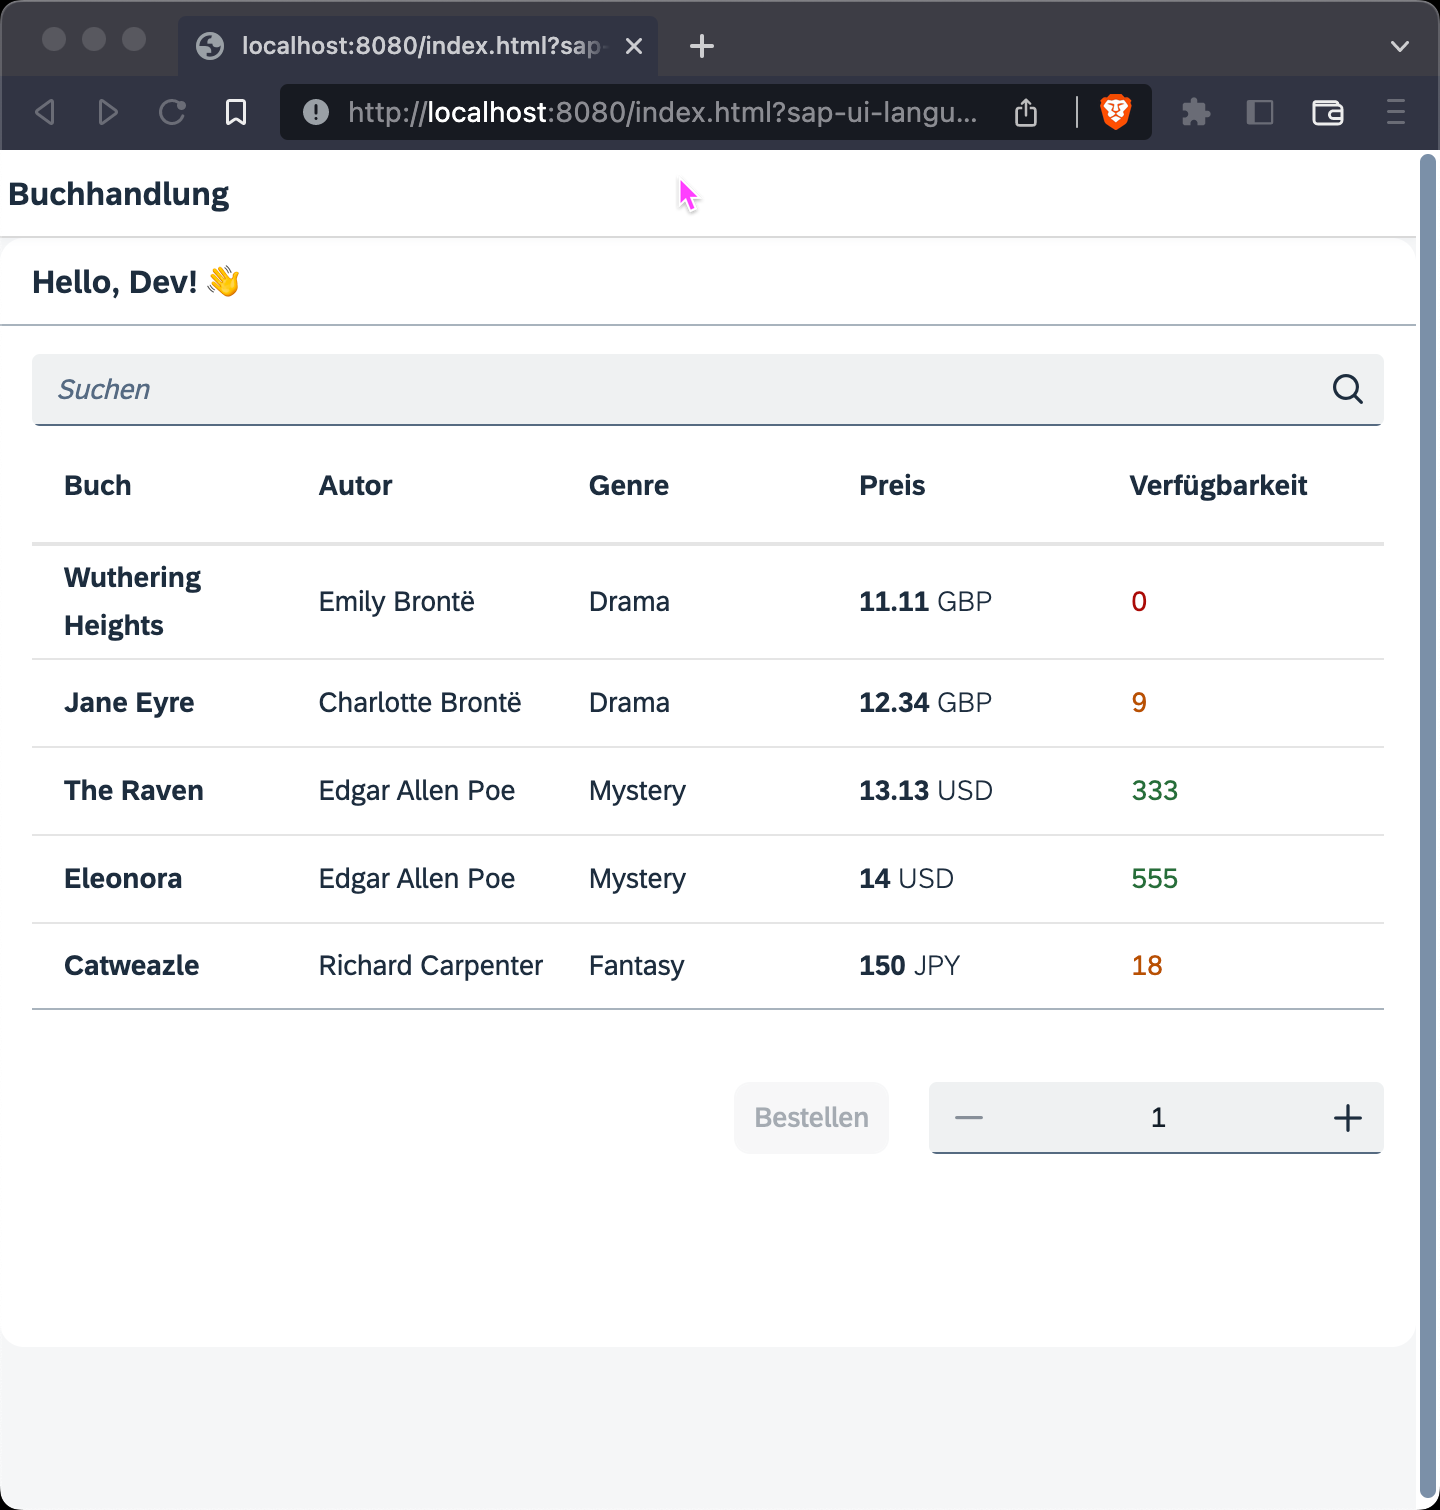 localhost:8080/index.html?sap-
http://localhost:8080/index.html?sap-ui-langu...
Buchhandlung
Hello, Dev! 👋
Suchen
Buch Autor Genre Preis Verfügbarkeit
Wuthering Heights Emily Brontë Drama 11.11 GBP 0
Jane Eyre Charlotte Brontë Drama 12.34 GBP 9
The Raven Edgar Allen Poe Mystery 13.13 USD 333
Eleonora Edgar Allen Poe Mystery 14 USD 555
Catweazle Richard Carpenter Fantasy 150 JPY 18
Bestellen 1